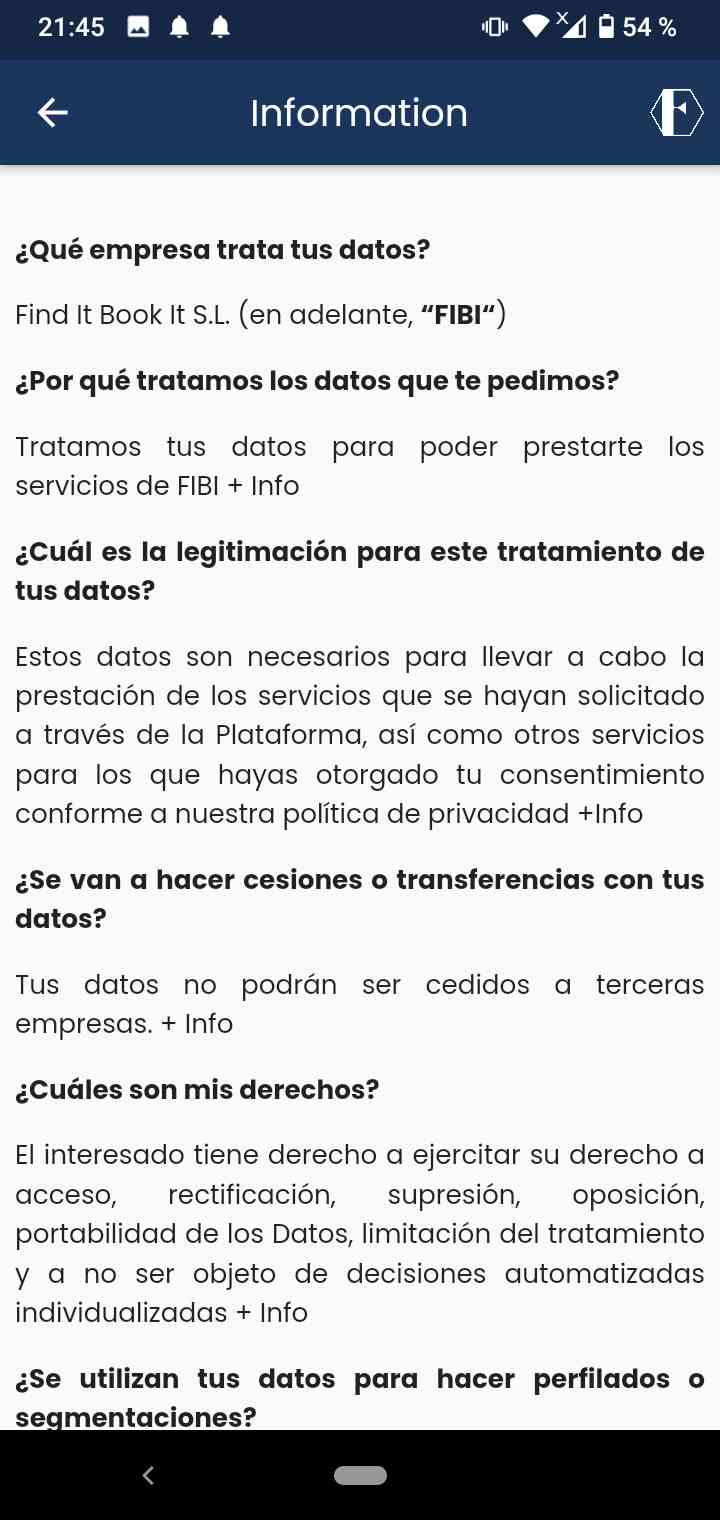 21:45
54 %
Information
¿Qué empresa trata tus datos?
Find It Book It S.L. (en adelante, “FIBI“)
¿Por qué tratamos los datos que te pedimos?
Tratamos tus datos para poder prestarte los
servicios de FIBI + Info
¿Cuál es la legitimación para este tratamiento de
tus datos?
Estos datos son necesarios para llevar a cabo la
prestación de los servicios que se hayan solicitado
a través de la Plataforma, así como otros servicios
para los que hayas otorgado tu consentimiento
conforme a nuestra política de privacidad +Info
¿Se van a hacer cesiones o transferencias con tus
datos?
Tus datos no podrán ser cedidos a terceras
empresas. + Info
¿Cuáles son mis derechos?
El interesado tiene derecho a ejercitar su derecho a
acceso, rectificación, supresión, oposición,
portabilidad de los Datos, limitación del tratamiento
y a no ser objeto de decisiones automatizadas
individualizadas + Info
¿Se utilizan tus datos para hacer perfilados o
segmentaciones?